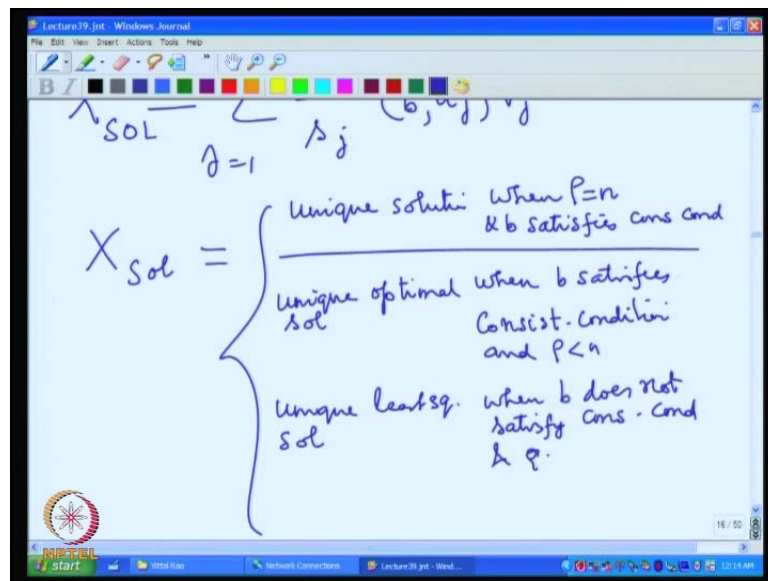 Lecture39.jnt - Windows Journal
File Edit View Insert Actions Tools Help
B I
SOL = Σ (b, uj) vj
j=1 sj
X Sol =
Unique soluti when ρ=n
& b satisfies cons cond
unique optimal when b satisfies
sol consist. condition
and ρ<n
unique least sq. when b does not
sol satisfy cons. cond
& ρ.
16 / 50
NPTEL
start Vittal Rao Network Connections Lecture39.jnt - Wind... 12:14 AM